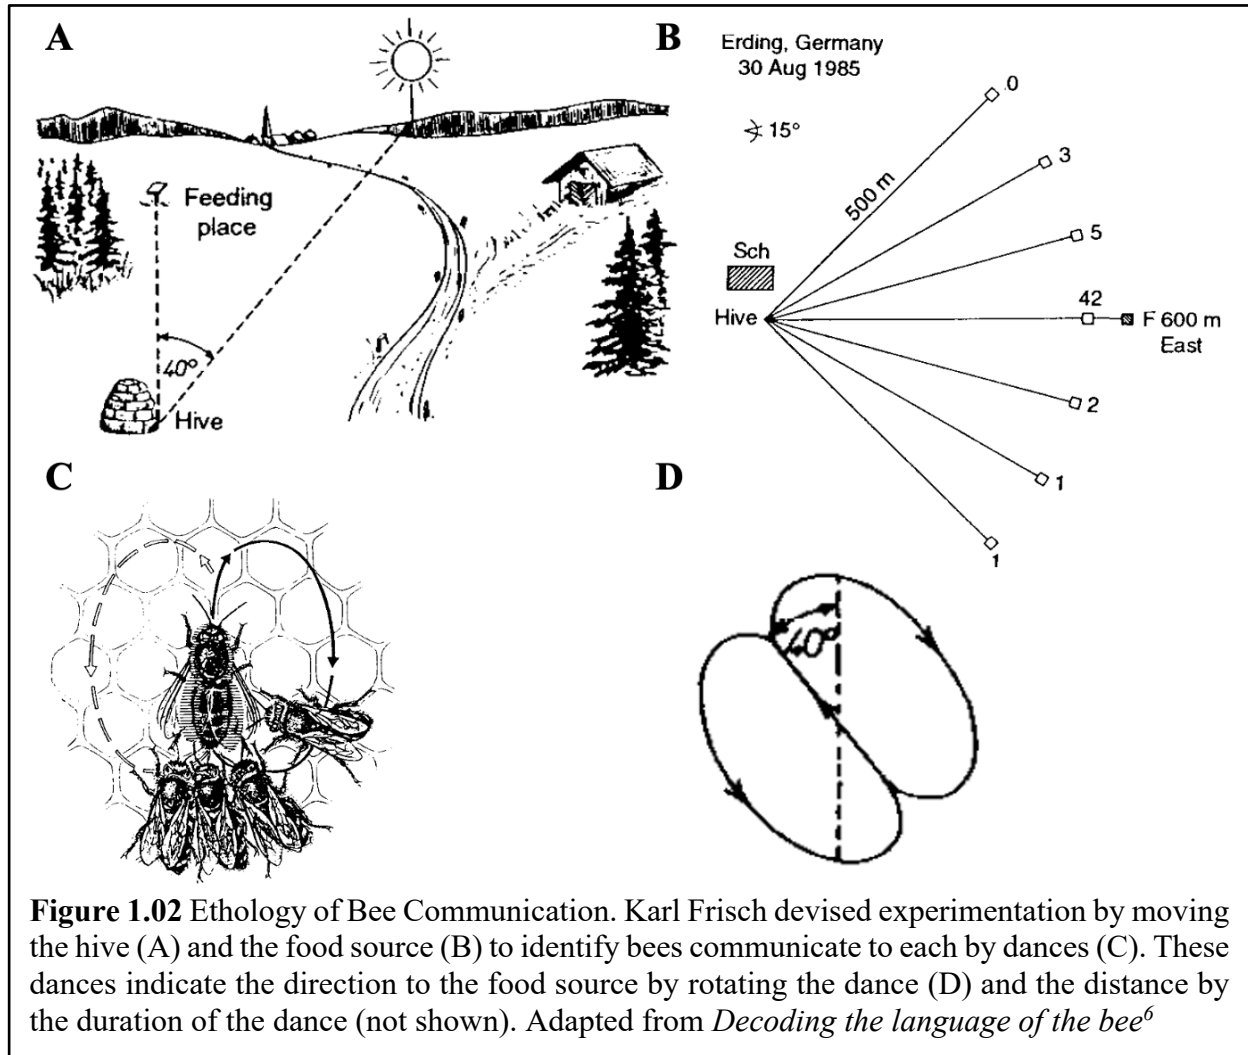 A
Feeding
place
40°
Hive
B
Erding, Germany
30 Aug 1985
15°
0
3
500 m
5
Sch
42
Hive
F 600 m
East
2
1
1
C
D
40°
Figure 1.02 Ethology of Bee Communication. Karl Frisch devised experimentation by moving
the hive (A) and the food source (B) to identify bees communicate to each by dances (C). These
dances indicate the direction to the food source by rotating the dance (D) and the distance by
the duration of the dance (not shown). Adapted from Decoding the language of the bee⁶